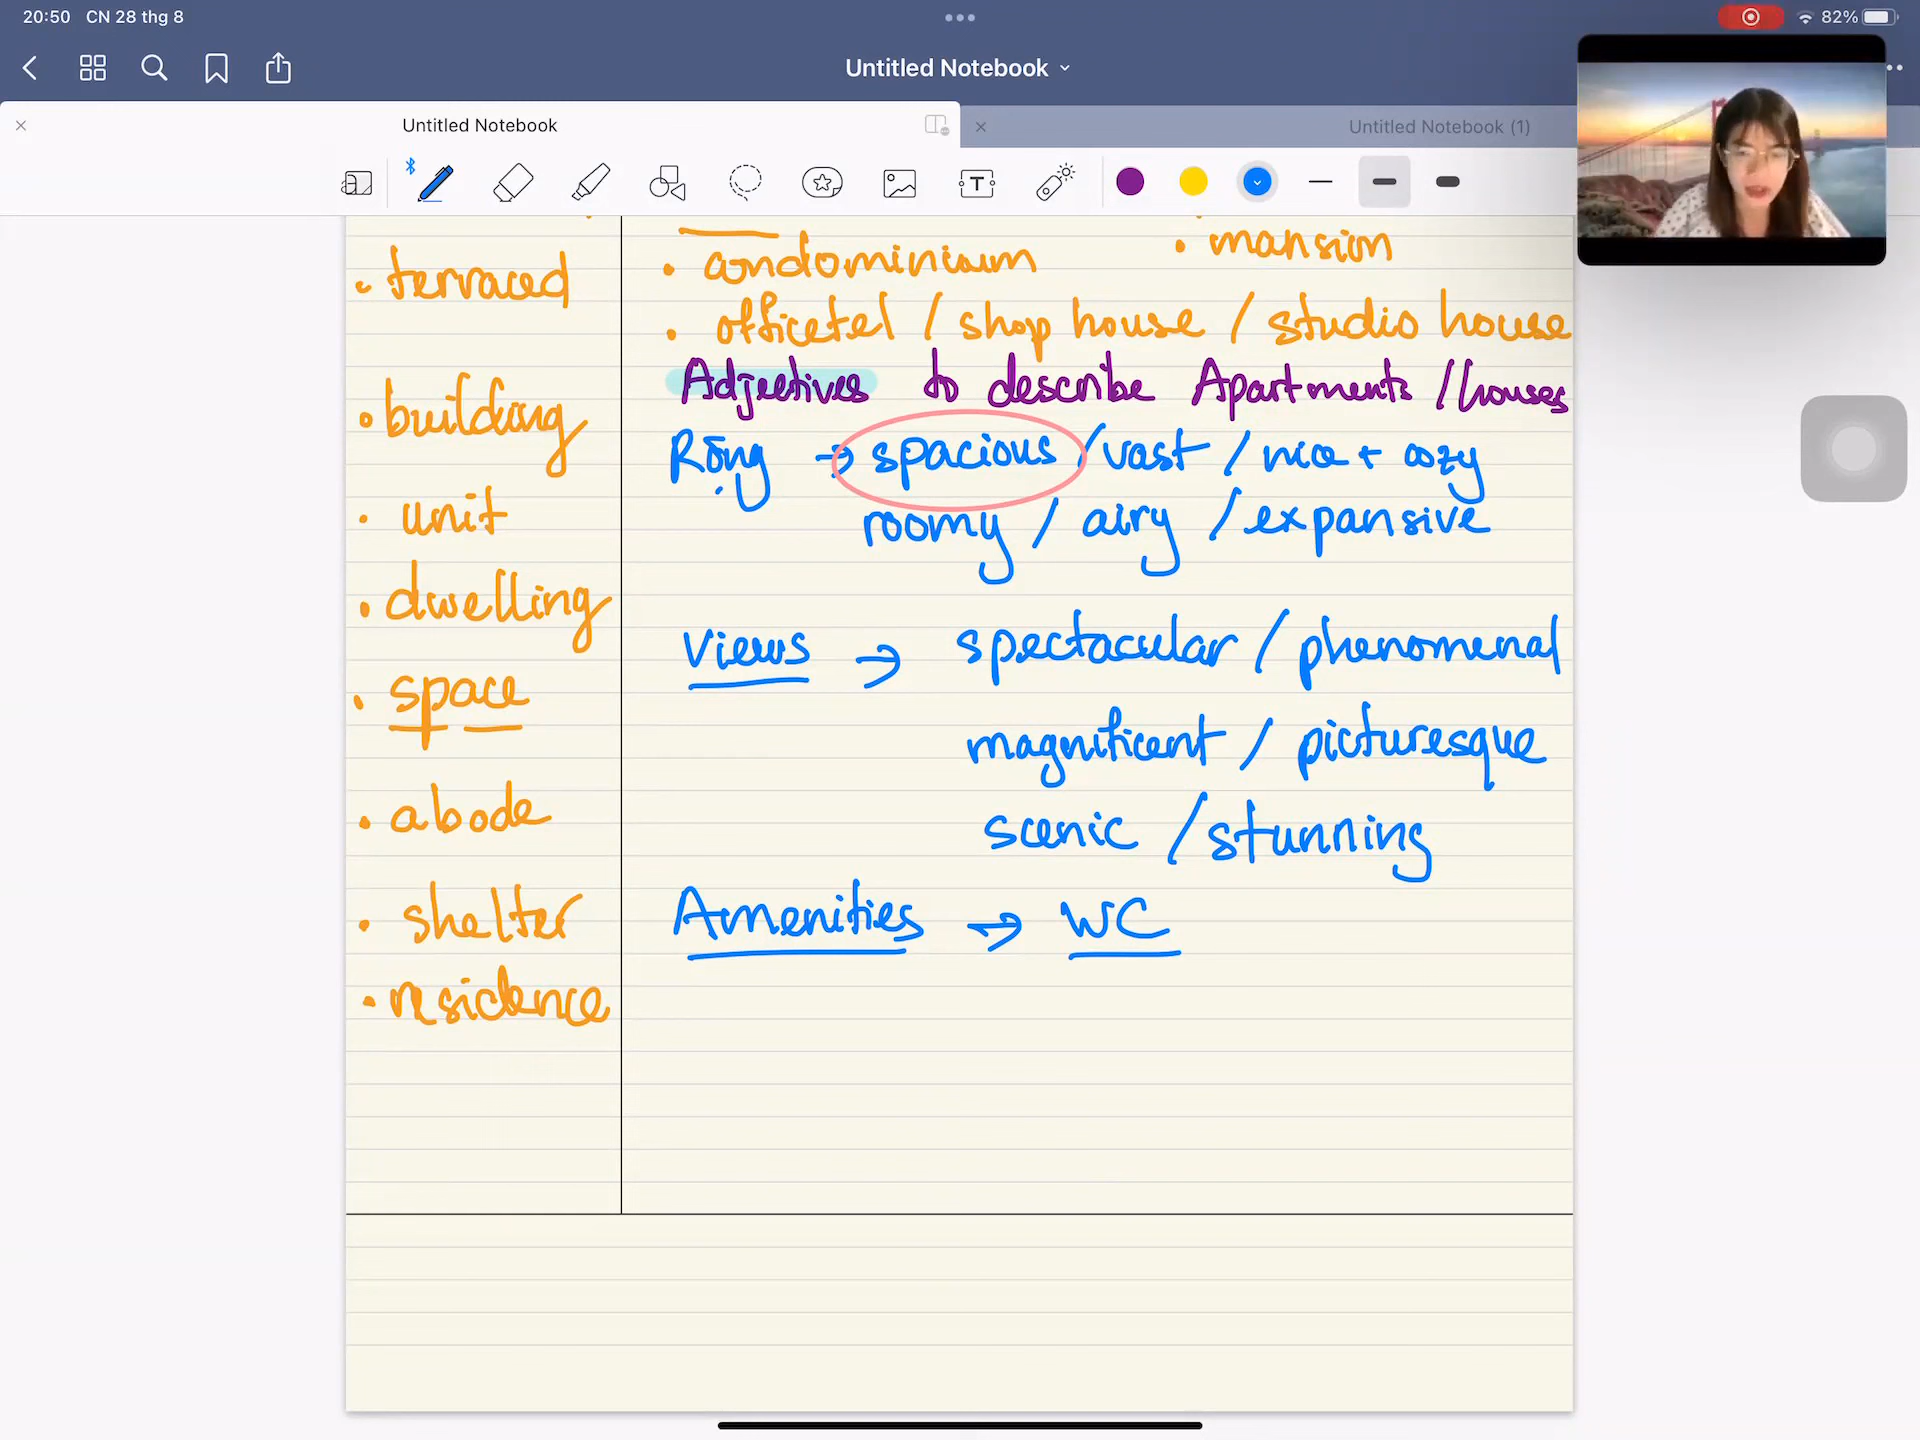 20:50 CN 28 thg 8
82%
Untitled Notebook
Untitled Notebook
Untitled Notebook (1)
• terraced
• building
• unit
• dwelling
• space
• abode
• shelter
• residence
• condominium
• mansion
• officetel / shop house / studio house
Adjectives to describe Apartments / houses
Rộng → spacious / vast / nice + cozy
roomy / airy / expansive
Views → spectacular / phenomenal
magnificent / picturesque
scenic / stunning
Amenities → WC